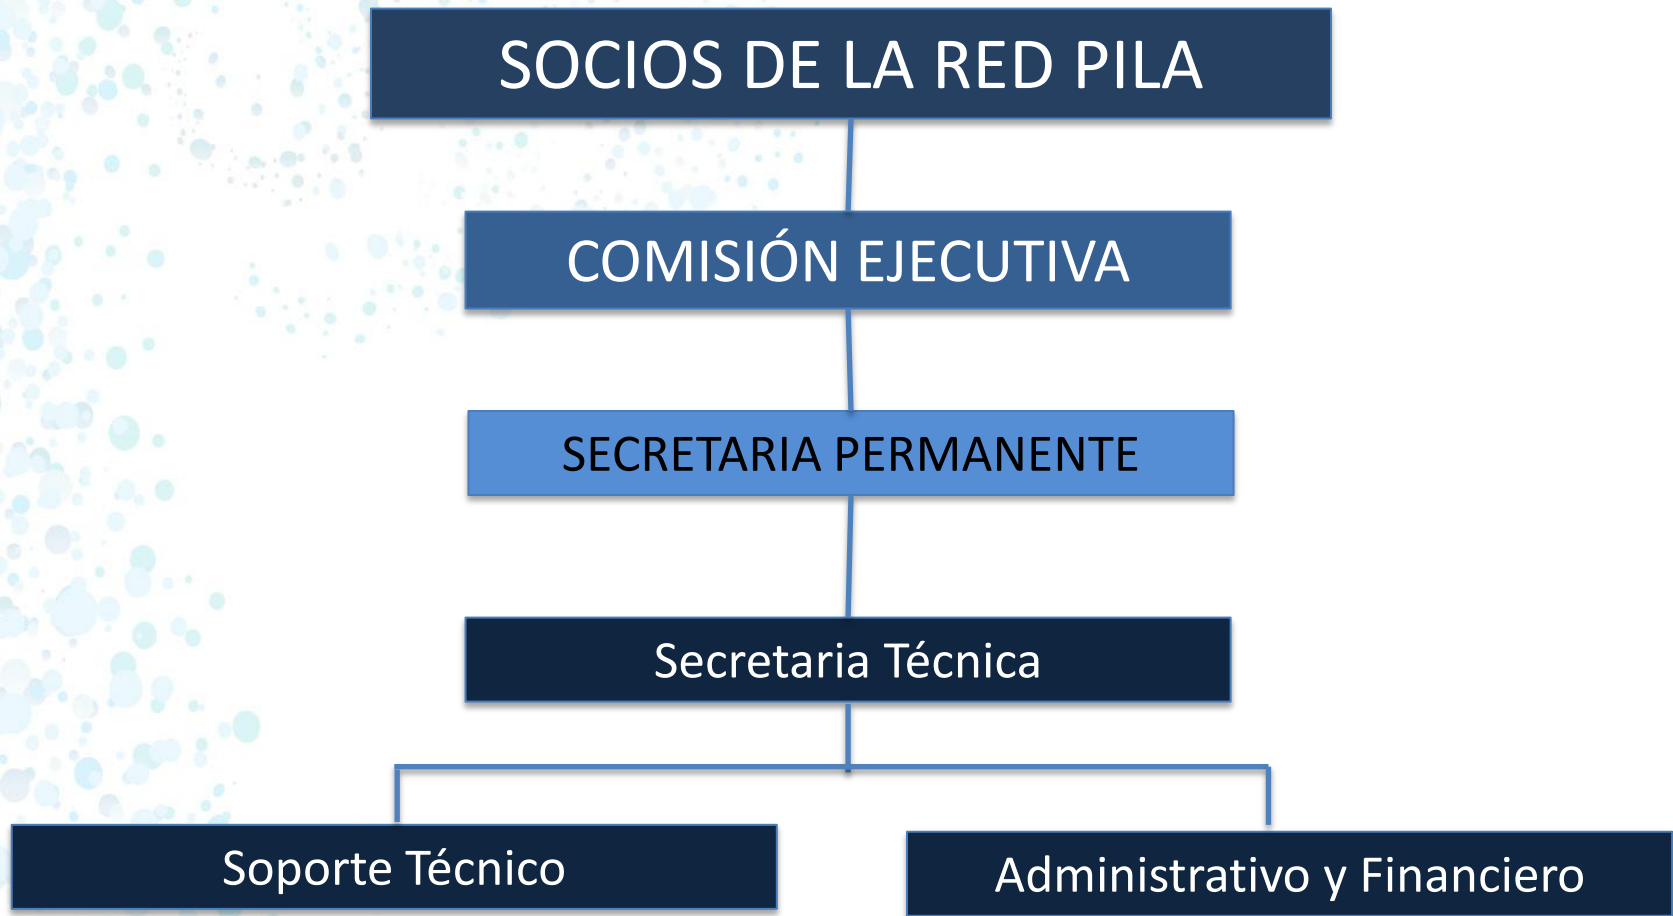 SOCIOS DE LA RED PILA
COMISIÓN EJECUTIVA
SECRETARIA PERMANENTE
Secretaria Técnica
Soporte Técnico
Administrativo y Financiero